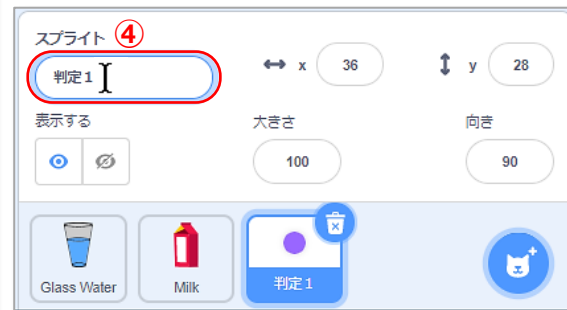 スプライト ④
判定1
↔ x 36
↕ y 28
表示する
大きさ
100
向き
90
Glass Water
Milk
判定1